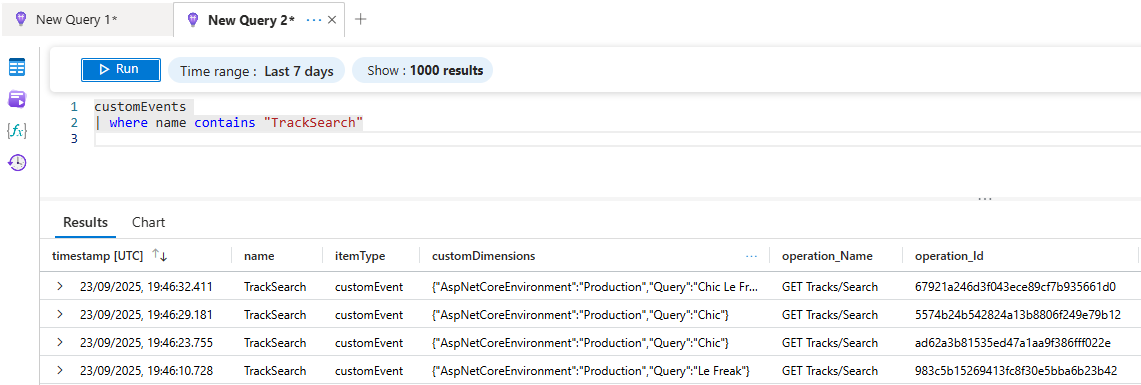 New Query 1*
New Query 2* ··· ×
Run
Time range : Last 7 days
Show : 1000 results
1 customEvents
2 | where name contains "TrackSearch"
3
Results Chart
timestamp [UTC] name itemType customDimensions ··· operation_Name operation_Id
23/09/2025, 19:46:32.411 TrackSearch customEvent {"AspNetCoreEnvironment":"Production","Query":"Chic Le Fr... GET Tracks/Search 67921a246d3f043ece89cf7b935661d0
23/09/2025, 19:46:29.181 TrackSearch customEvent {"AspNetCoreEnvironment":"Production","Query":"Chic"} GET Tracks/Search 5574b24b542824a13b8806f249e79b12
23/09/2025, 19:46:23.755 TrackSearch customEvent {"AspNetCoreEnvironment":"Production","Query":"Chic"} GET Tracks/Search ad62a3b81535ed47a1aa9f386fff022e
23/09/2025, 19:46:10.728 TrackSearch customEvent {"AspNetCoreEnvironment":"Production","Query":"Le Freak"} GET Tracks/Search 983c5b15269413fc8f30e5bba6b23b42